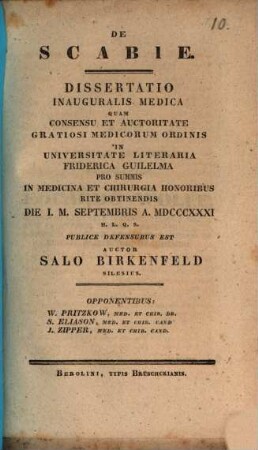 10.
DE
SCABIE.
DISSERTATIO
INAUGURALIS MEDICA
QUAM
CONSENSU ET AUCTORITATE
GRATIOSI MEDICORUM ORDINIS
IN
UNIVERSITATE LITERARIA
FRIDERICA GUILELMA
PRO SUMMIS
IN MEDICINA ET CHIRURGIA HONORIBUS
RITE OBTINENDIS
DIE I. M. SEPTEMBRIS A. MDCCCXXXI
H. L. Q. S.
PUBLICE DEFENSURUS EST
AUCTOR
SALO BIRKENFELD
SILESIUS.
OPPONENTIBUS:
W. PRITZKOW, MED. ET CHIR. DR.
S. ELIASON, MED. ET CHIR. CAND
J. ZIPPER, MED. ET CHIR. CAND.
BEROLINI, TYPIS BRÜSCHCKIANIS.